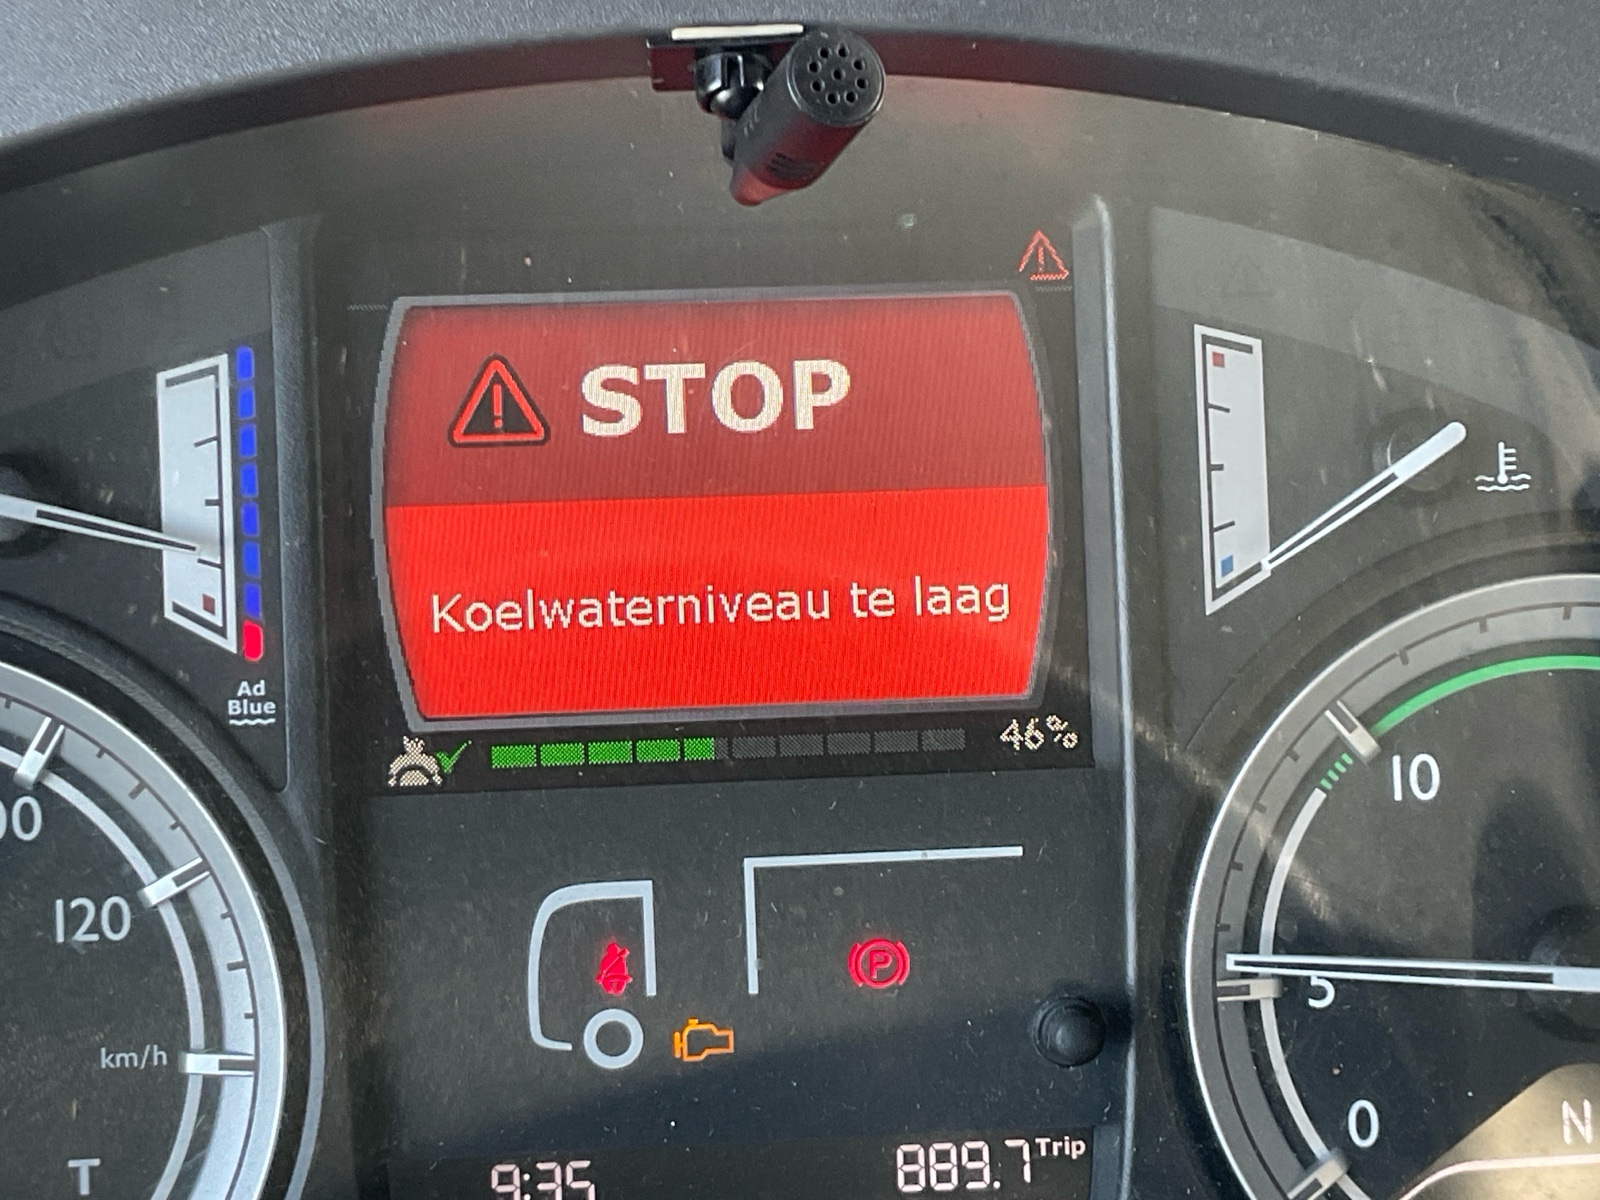 STOP
Koelwaterniveau te laag
Ad
Blue
46%
10
5
0
120
km/h
T
P
N
9:35
889.7 Trip